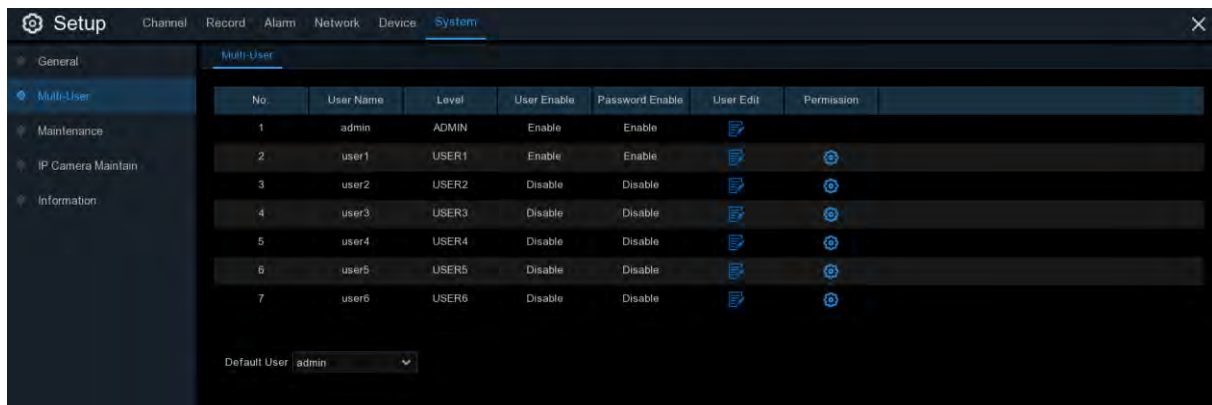 Setup Channel Record Alarm Network Device System
General
Multi-User
Multi-User
Maintenance
IP Camera Maintain
Information
No. User Name Level User Enable Password Enable User Edit Permission
1 admin ADMIN Enable Enable
2 user1 USER1 Enable Enable
3 user2 USER2 Disable Disable
4 user3 USER3 Disable Disable
5 user4 USER4 Disable Disable
6 user5 USER5 Disable Disable
7 user6 USER6 Disable Disable
Default User admin